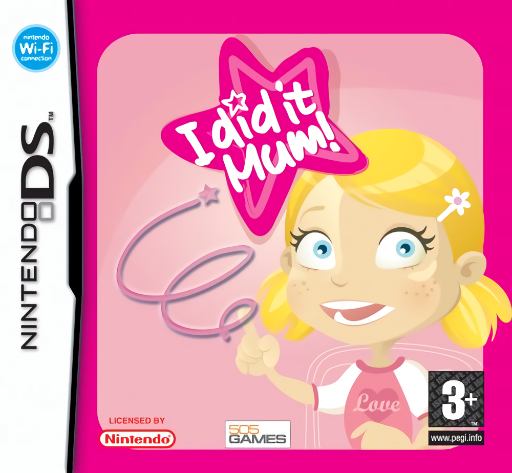 Nintendo
Wi-Fi
connection
NINTENDO DS™
I did it
Mum!
Love
LICENSED BY
Nintendo®
505
GAMES
3+
™
www.pegi.info